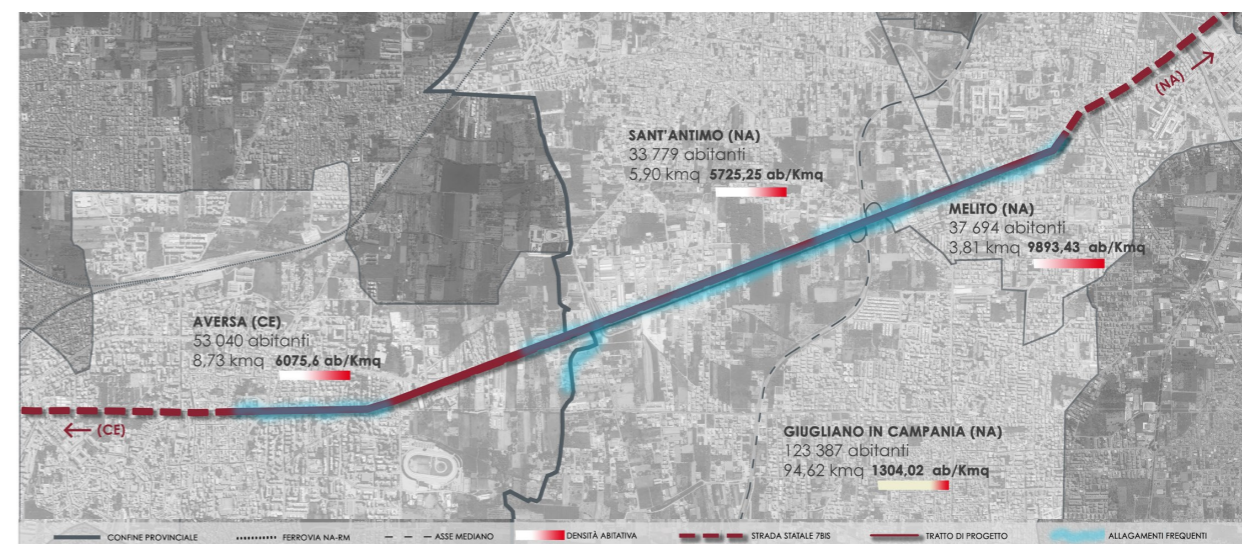 (NA)
SANT'ANTIMO (NA)
33 779 abitanti
5,90 kmq 5725,25 ab/Kmq
MELITO (NA)
37 694 abitanti
3,81 kmq 9893,43 ab/Kmq
AVERSA (CE)
53 040 abitanti
8,73 kmq 6075,6 ab/Kmq
(CE)
GIUGLIANO IN CAMPANIA (NA)
123 387 abitanti
94,62 kmq 1304,02 ab/Kmq
CONFINE PROVINCIALE FERROVIA NA-RM ASSE MEDIANO DENSITÀ ABITATIVA STRADA STATALE 7BIS TRATTO DI PROGETTO ALLAGAMENTI FREQUENTI